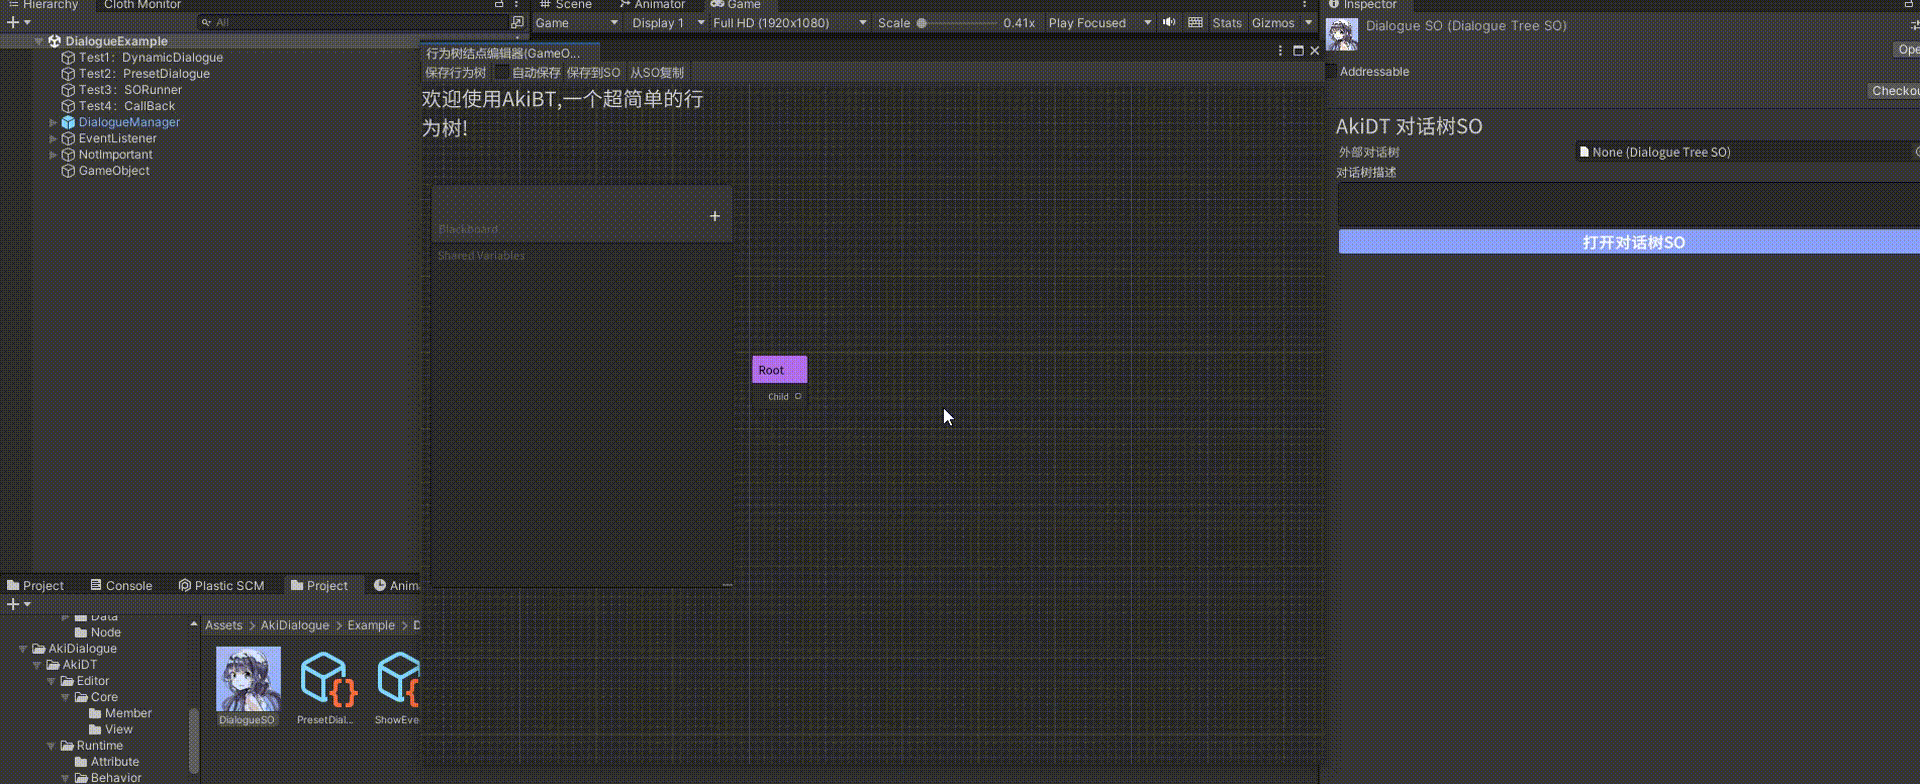 Hierarchy
Cloth Monitor
All
DialogueExample
Test1：DynamicDialogue
Test2：PresetDialogue
Test3：SORunner
Test4：CallBack
DialogueManager
EventListener
NotImportant
GameObject
Scene
Animator
Game
Game
Display 1
Full HD (1920x1080)
Scale
0.41x
Play Focused
Stats
Gizmos
行为树结点编辑器(GameO...
保存行为树
自动保存
保存到SO
从SO复制
欢迎使用AkiBT,一个超简单的行
为树!
Blackboard
Shared Variables
Root
Child
Inspector
Dialogue SO (Dialogue Tree SO)
Ope
Addressable
Checkou
AkiDT 对话树SO
外部对话树
None (Dialogue Tree SO)
对话树描述
打开对话树SO
Project
Console
Plastic SCM
Project
Anima
Data
Node
AkiDialogue
AkiDT
Editor
Core
Member
View
Runtime
Attribute
Behavior
Assets > AkiDialogue > Example > D
DialogueSO
PresetDial...
ShowEve